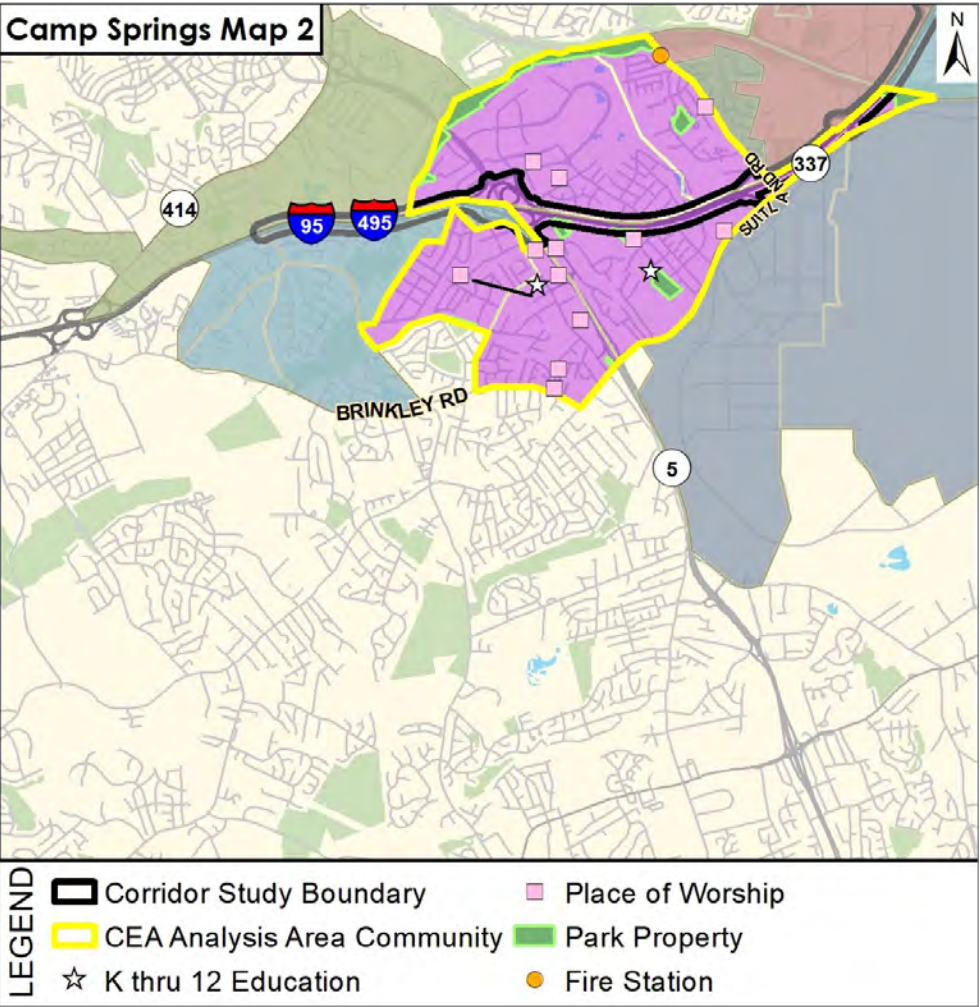 Camp Springs Map 2
N
414
95
495
337
SUITLAND RD
BRINKLEY RD
5
LEGEND
Corridor Study Boundary
Place of Worship
CEA Analysis Area Community
Park Property
K thru 12 Education
Fire Station